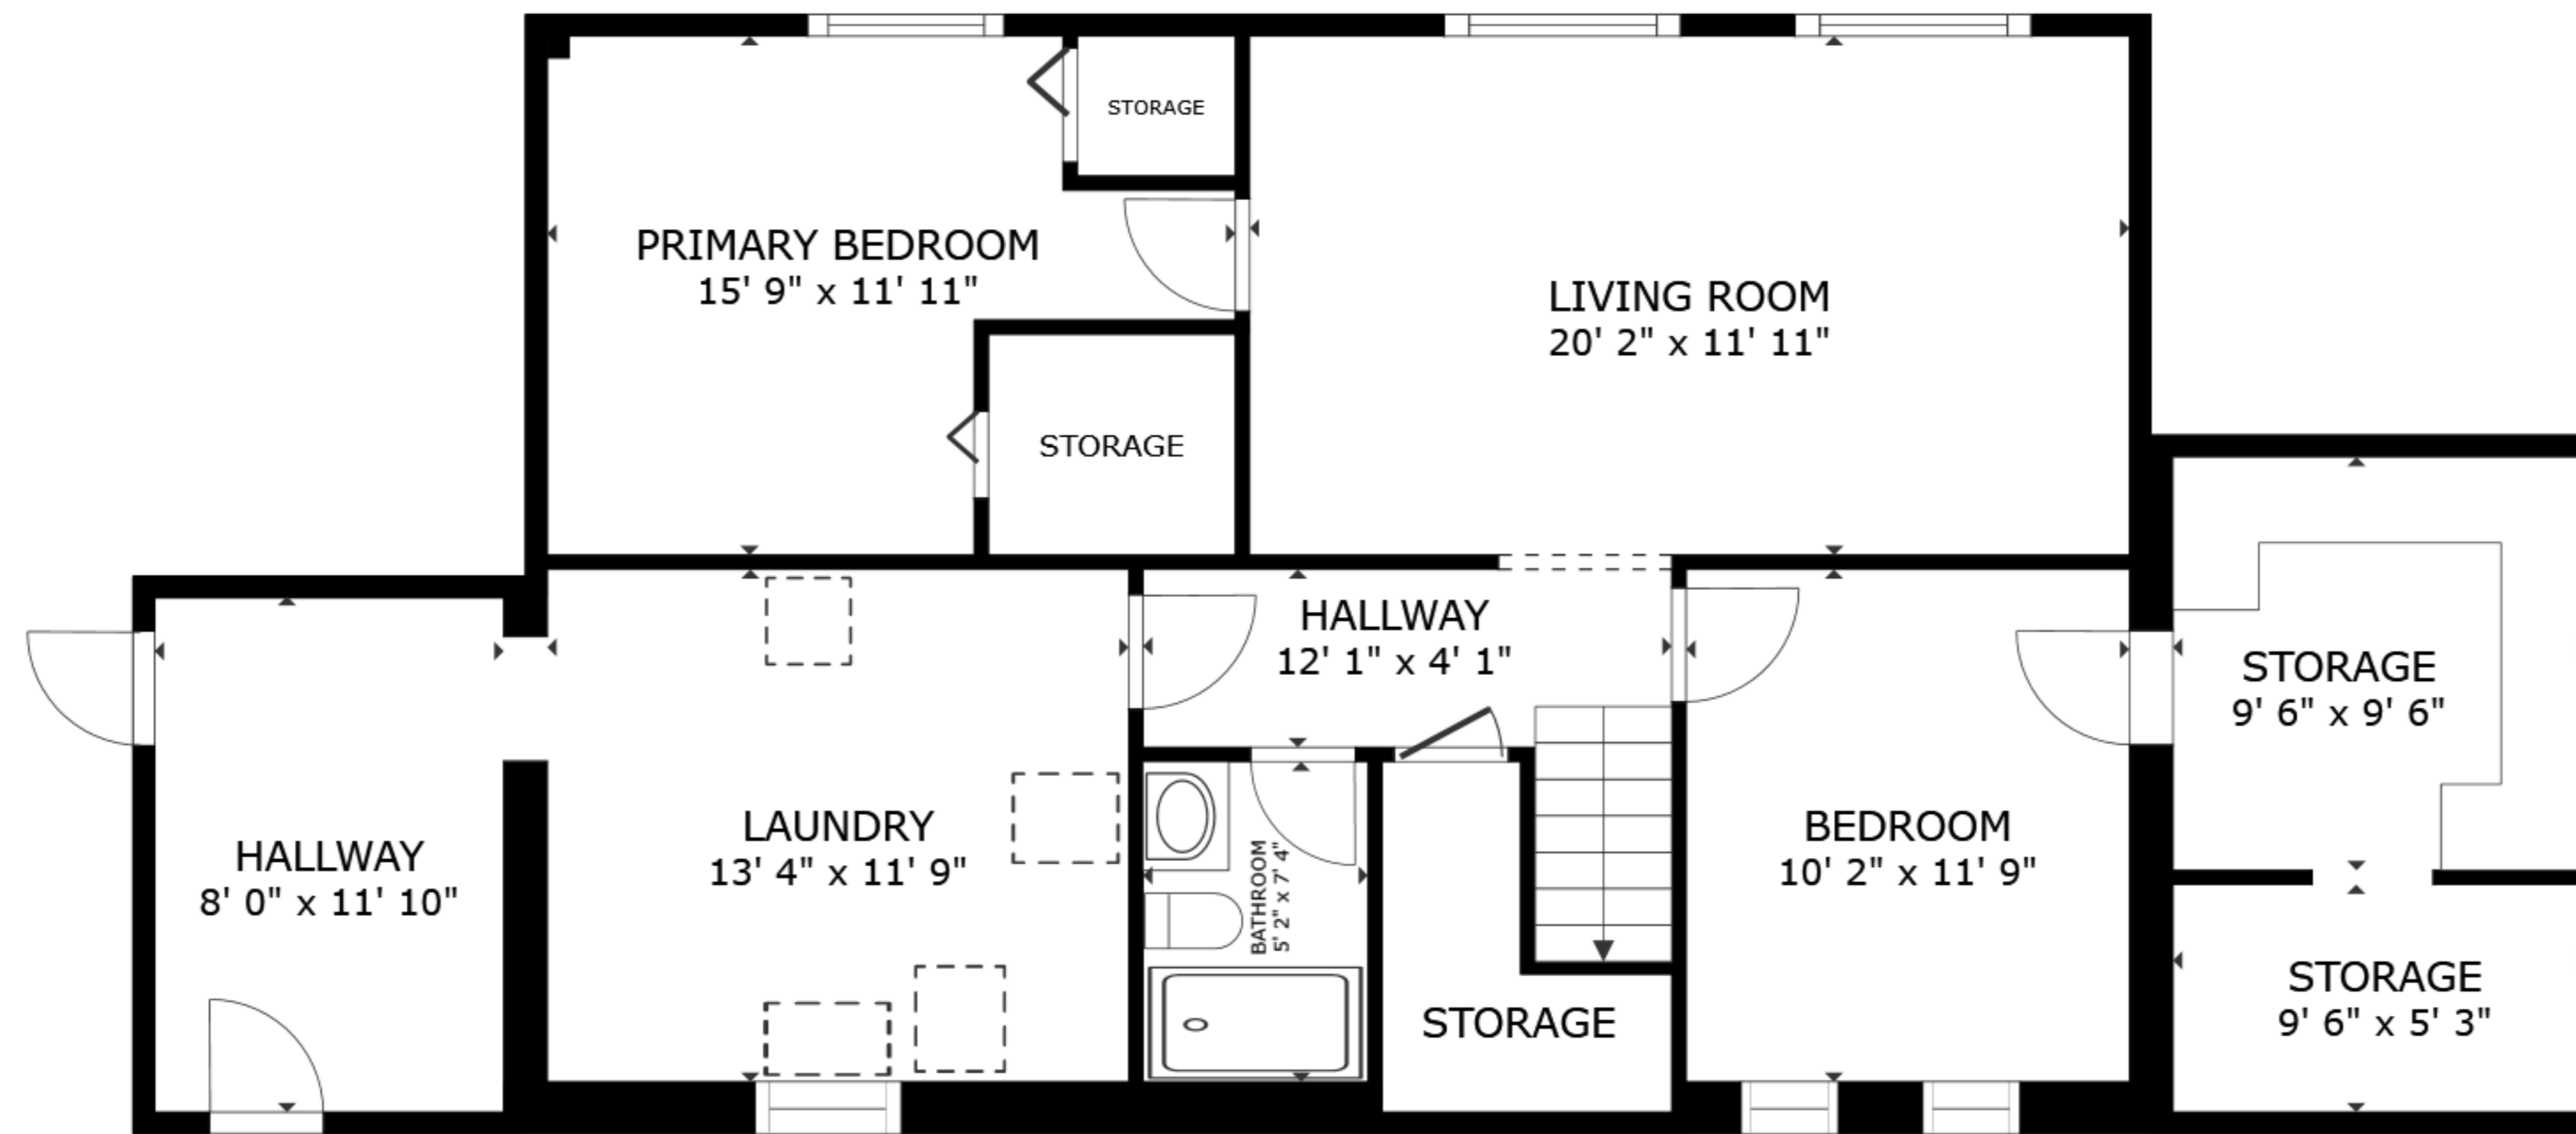 STORAGE
PRIMARY BEDROOM
15' 9" x 11' 11"
LIVING ROOM
20' 2" x 11' 11"
STORAGE
HALLWAY
12' 1" x 4' 1"
STORAGE
9' 6" x 9' 6"
HALLWAY
8' 0" x 11' 10"
LAUNDRY
13' 4" x 11' 9"
BATHROOM
5' 2" x 7' 4"
BEDROOM
10' 2" x 11' 9"
STORAGE
STORAGE
9' 6" x 5' 3"